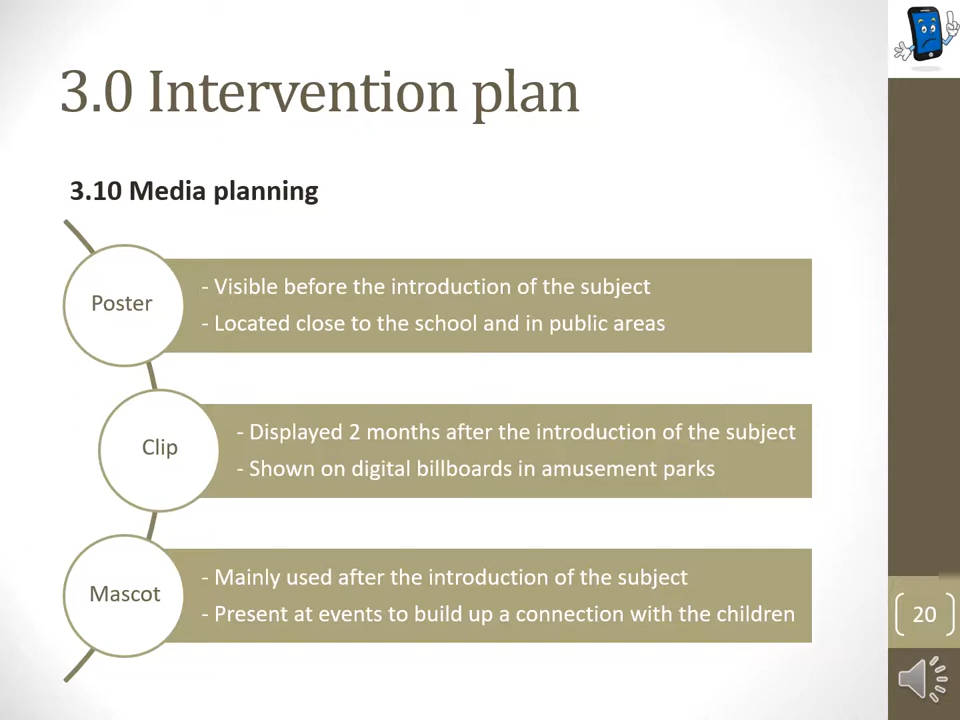 3.0 Intervention plan
3.10 Media planning
Poster
- Visible before the introduction of the subject
- Located close to the school and in public areas
Clip
- Displayed 2 months after the introduction of the subject
- Shown on digital billboards in amusement parks
Mascot
- Mainly used after the introduction of the subject
- Present at events to build up a connection with the children
20